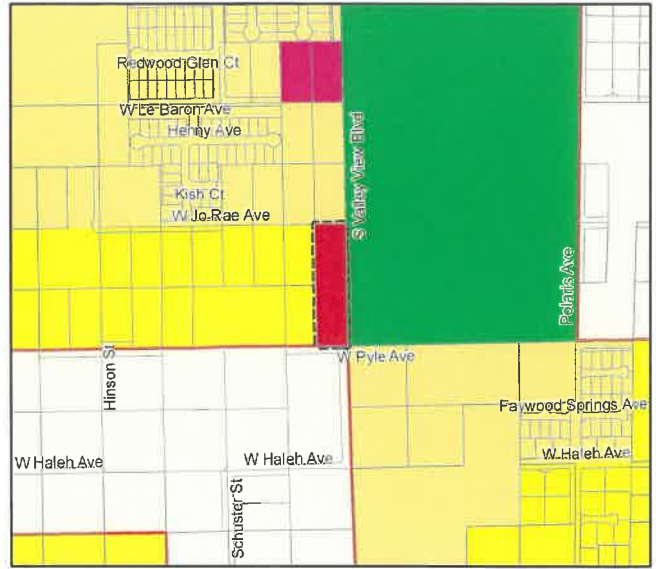 Redwood Glen Ct
W Le Baron Ave
Henny Ave
Kish Ct
W Jo Rae Ave
S Valley View Blvd
Polaris Ave
W Pyle Ave
Hinson St
Faywood Springs Ave
W Haleh Ave
W Haleh Ave
W Haleh Ave
Schuster St